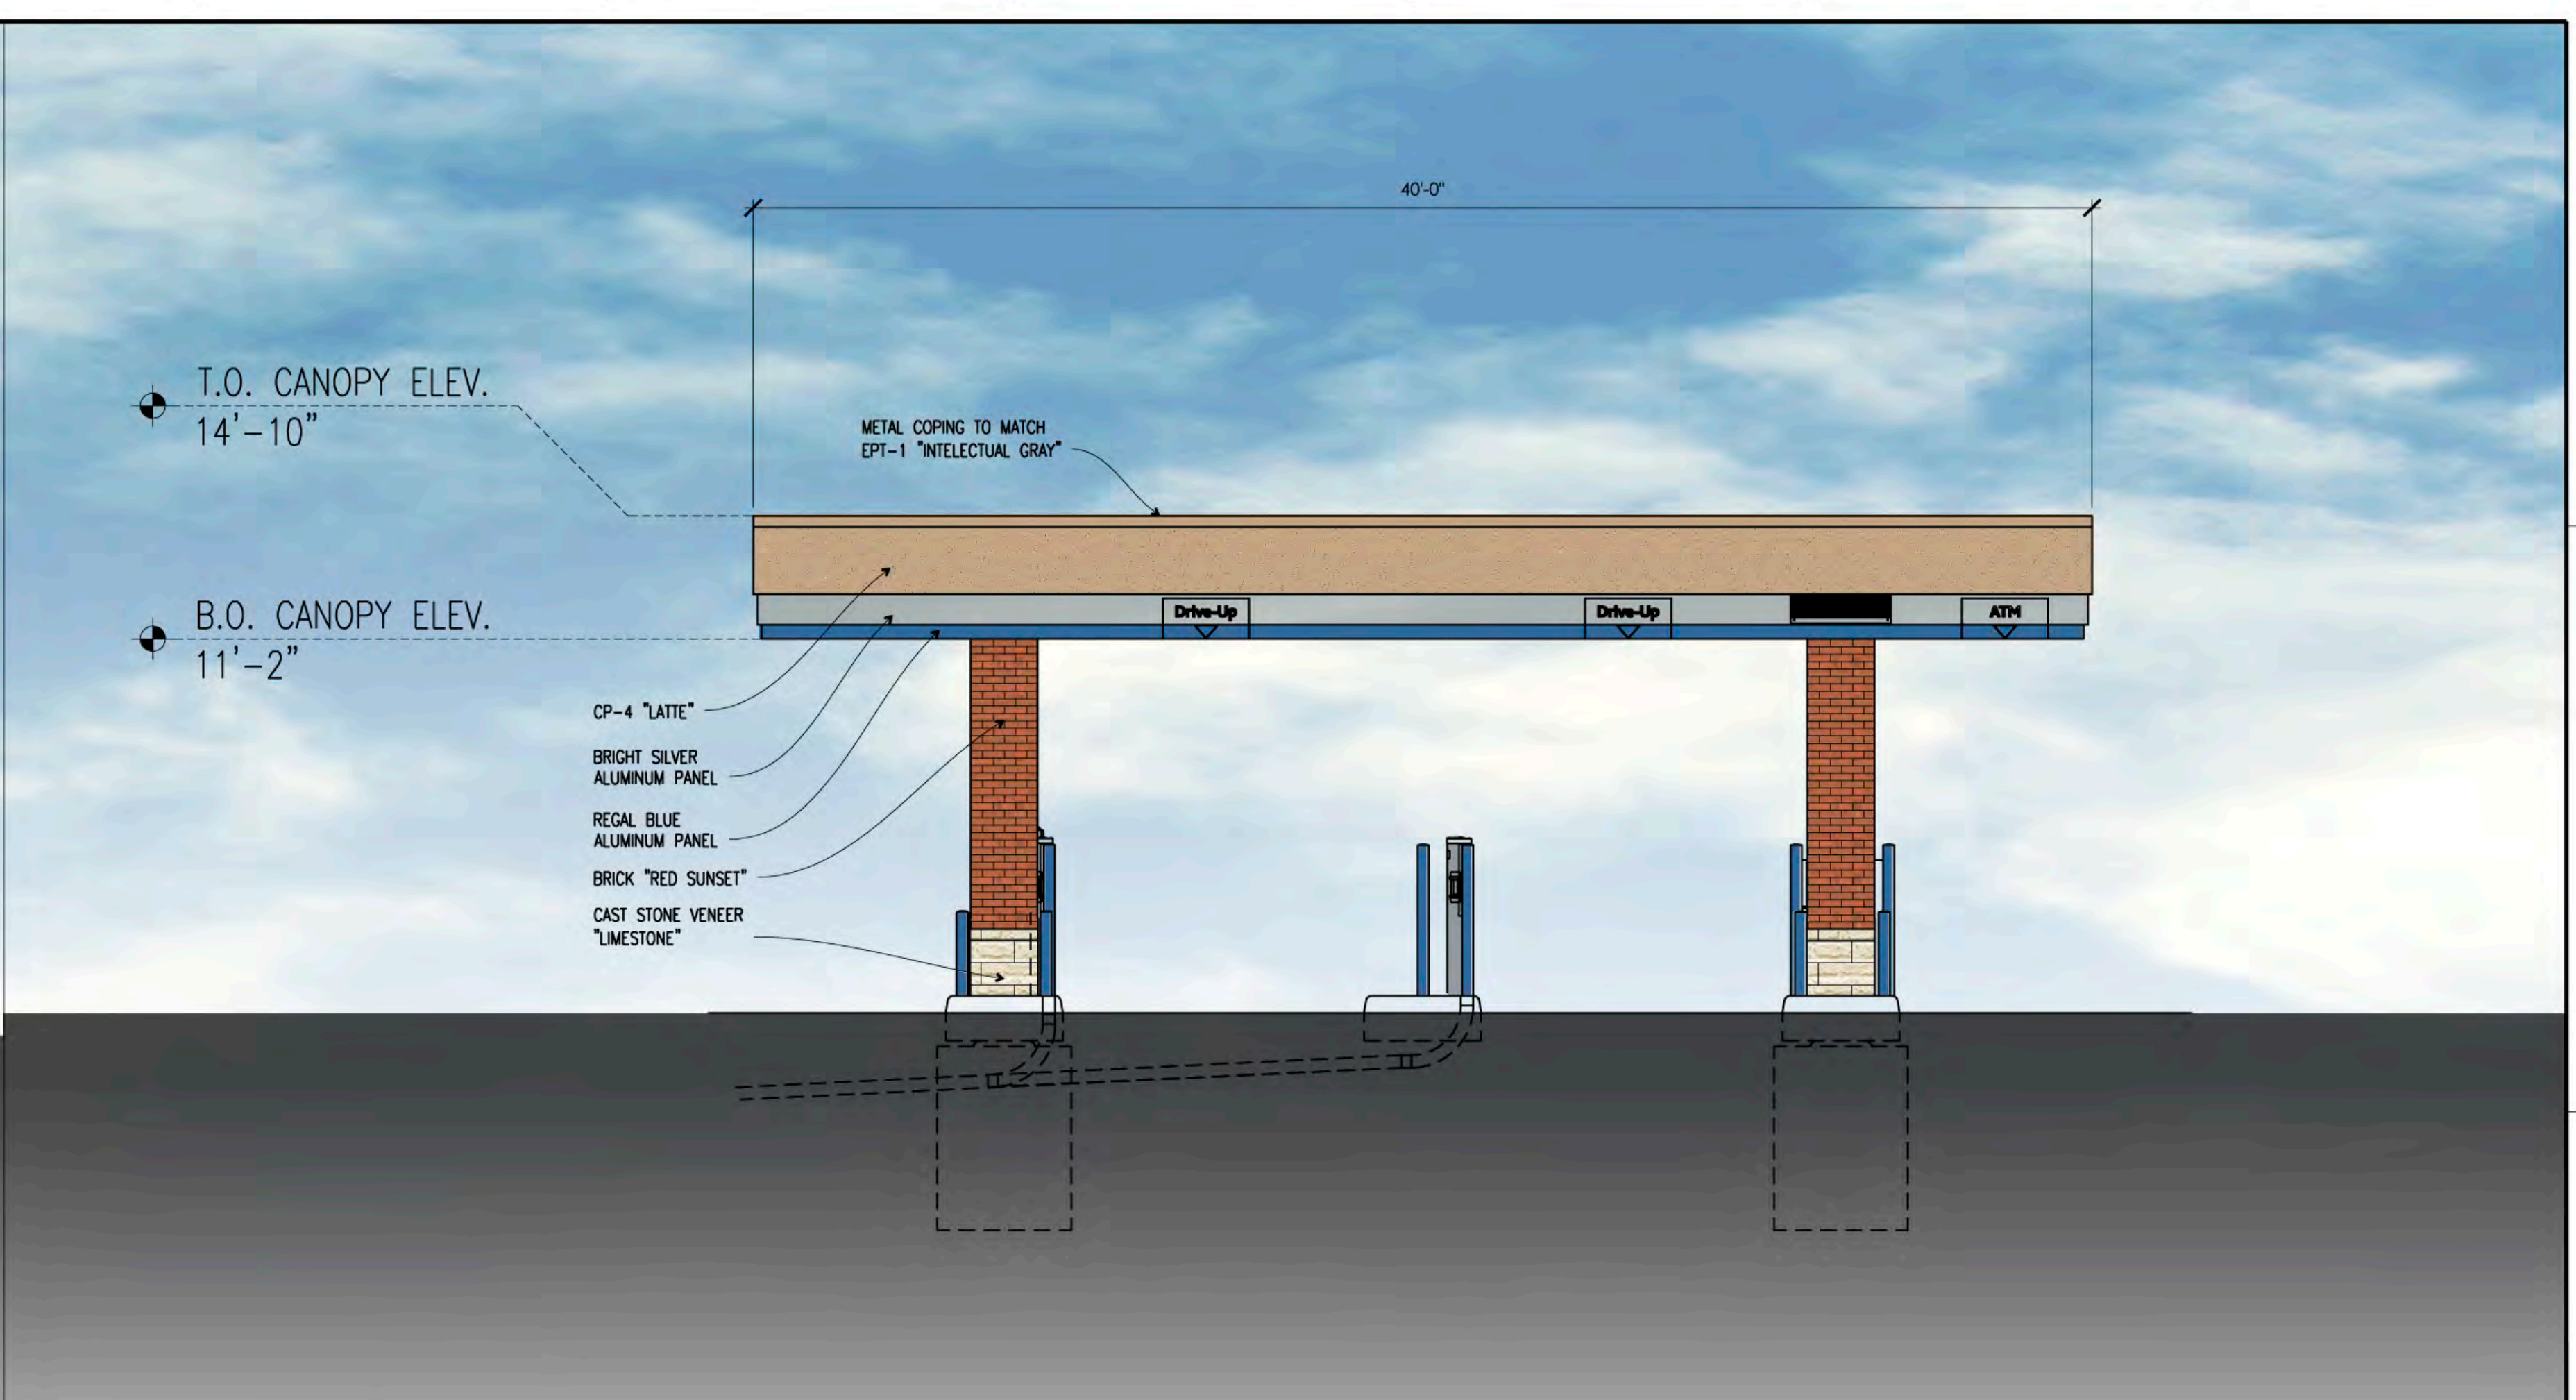 40'-0"
T.O. CANOPY ELEV.
14'-10"
METAL COPING TO MATCH
EPT-1 "INTELECTUAL GRAY"
B.O. CANOPY ELEV.
11'-2"
Drive-Up
Drive-Up
ATM
CP-4 "LATTE"
BRIGHT SILVER
ALUMINUM PANEL
REGAL BLUE
ALUMINUM PANEL
BRICK "RED SUNSET"
CAST STONE VENEER
"LIMESTONE"